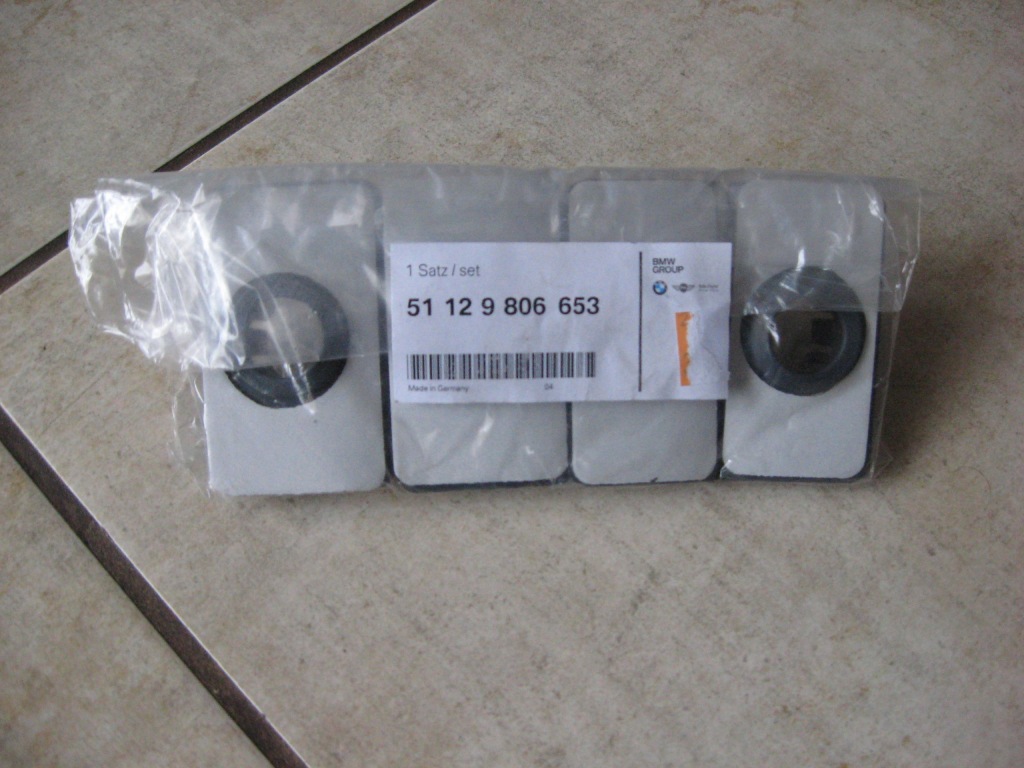 1 Satz / set
51 12 9 806 653
Made in Germany 04
BMW
GROUP